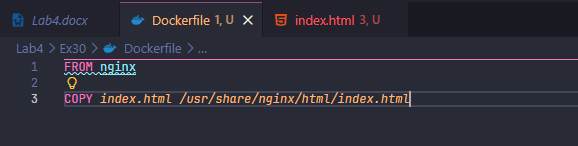 Lab4.docx
Dockerfile 1, U
index.html 3, U
Lab4 > Ex30 > Dockerfile > ...
1 FROM nginx
2
3 COPY index.html /usr/share/nginx/html/index.html